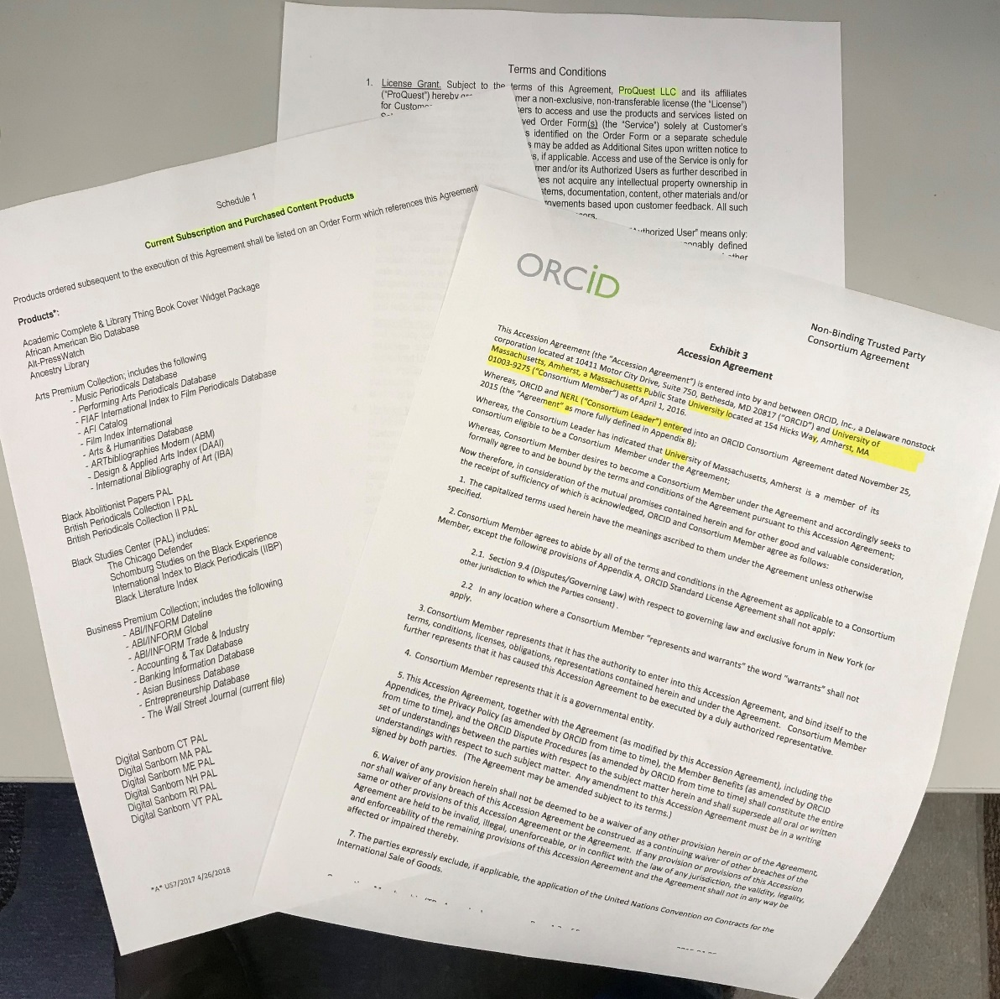 Terms and Conditions
1. License Grant. Subject to the terms of this Agreement, ProQuest LLC and its affiliates
("ProQuest") hereby mer a non-exclusive, non-transferable license (the "License")
for Custome ers to access and use the products and services listed on
ved Order Form(s) (the "Service") solely at Customer's
s identified on the Order Form or a separate schedule
s may be added as Additional Sites upon written notice to
s, if applicable. Access and use of the Service is only for
mer and/or its Authorized Users as further described in
es not acquire any intellectual property ownership in
stems, documentation, content, other materials and/or
ovements based upon customer feedback. All such
uthorized User" means only:
onably defined
other
Schedule 1
Current Subscription and Purchased Content Products
Products ordered subsequent to the execution of this Agreement shall be listed on an Order Form which references this Agreement
Products*:
Academic Complete & Library Thing Book Cover Widget Package
African American Bio Database
Alt-PressWatch
Ancestry Library
Arts Premium Collection; includes the following
- Music Periodicals Database
- Performing Arts Periodicals Database
- FIAF International Index to Film Periodicals Database
- AFI Catalog
- Film Index International
- Arts & Humanities Database
- ARTbibliographies Modern (ABM)
- Design & Applied Arts Index (DAAI)
- International Bibliography of Art (IBA)
Black Abolitionist Papers PAL
British Periodicals Collection I PAL
British Periodicals Collection II PAL
Black Studies Center (PAL) includes:
The Chicago Defender
Schomburg Studies on the Black Experience
International Index to Black Periodicals (IIBP)
Black Literature Index
Business Premium Collection; includes the following
- ABI/INFORM Dateline
- ABI/INFORM Global
- ABI/INFORM Trade & Industry
- Accounting & Tax Database
- Banking Information Database
- Asian Business Database
- Entrepreneurship Database
- The Wall Street Journal (current file)
Digital Sanborn CT PAL
Digital Sanborn MA PAL
Digital Sanborn ME PAL
Digital Sanborn NH PAL
Digital Sanborn RI PAL
Digital Sanborn VT PAL
*A* US7/2017 4/26/2018
ORCID
Non-Binding Trusted Party
Consortium Agreement
Exhibit 3
Accession Agreement
This Accession Agreement (the "Accession Agreement") is entered into by and between ORCID, Inc., a Delaware nonstock
corporation located at 10411 Motor City Drive, Suite 750, Bethesda, MD 20817 ("ORCID") and University of
Massachusetts, Amherst, a Massachusetts Public State University located at 154 Hicks Way, Amherst, MA
01003-9275 ("Consortium Member") as of April 1, 2016.
Whereas, ORCID and NERL ("Consortium Leader") entered into an ORCID Consortium Agreement dated November 25,
2015 (the "Agreement" as more fully defined in Appendix B);
Whereas, the Consortium Leader has indicated that University of Massachusetts, Amherst is a member of its
consortium eligible to be a Consortium Member under the Agreement;
Whereas, Consortium Member desires to become a Consortium Member under the Agreement and accordingly seeks to
formally agree to and be bound by the terms and conditions of the Agreement pursuant to this Accession Agreement;
Now therefore, in consideration of the mutual promises contained herein and for other good and valuable consideration,
the receipt of sufficiency of which is acknowledged, ORCID and Consortium Member agree as follows:
1. The capitalized terms used herein have the meanings ascribed to them under the Agreement unless otherwise
specified.
2. Consortium Member agrees to abide by all of the terms and conditions in the Agreement as applicable to a Consortium
Member, except the following provisions of Appendix A, ORCID Standard License Agreement shall not apply:
2.1. Section 9.4 (Disputes/Governing Law) with respect to governing law and exclusive forum in New York (or
other jurisdiction to which the Parties consent) .
2.2 In any location where a Consortium Member "represents and warrants" the word "warrants" shall not
apply.
3. Consortium Member represents that it has the authority to enter into this Accession Agreement, and bind itself to the
terms, conditions, licenses, obligations, representations contained herein and under the Agreement. Consortium Member
further represents that it has caused this Accession Agreement to be executed by a duly authorized representative.
4. Consortium Member represents that it is a governmental entity.
5. This Accession Agreement, together with the Agreement (as modified by this Accession Agreement), including the
Appendices, the Privacy Policy (as amended by ORCID from time to time), the Member Benefits (as amended by ORCID
from time to time), and the ORCID Dispute Procedures (as amended by ORCID from time to time) shall constitute the entire
set of understandings between the parties with respect to the subject matter herein and shall supersede all oral or written
understandings with respect to such subject matter. Any amendment to this Accession Agreement must be in a writing
signed by both parties. (The Agreement may be amended subject to its terms.)
6. Waiver of any provision herein shall not be deemed to be a waiver of any other provision herein or of the Agreement,
nor shall waiver of any breach of this Accession Agreement be construed as a continuing waiver of other breaches of the
same or other provisions of this Accession Agreement or the Agreement. If any provision or provisions of this Accession
Agreement are held to be invalid, illegal, unenforceable, or in conflict with the law of any jurisdiction, the validity, legality,
and enforceability of the remaining provisions of this Accession Agreement and the Agreement shall not in any way be
affected or impaired thereby.
7. The parties expressly exclude, if applicable, the application of the United Nations Convention on Contracts for the
International Sale of Goods.